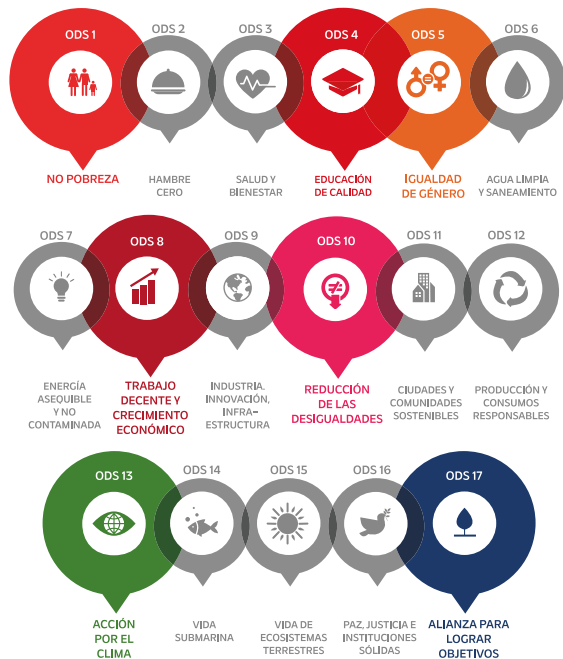 ODS 1
ODS 2
ODS 3
ODS 4
ODS 5
ODS 6
NO POBREZA
HAMBRE
CERO
SALUD Y
BIENESTAR
EDUCACIÓN
DE CALIDAD
IGUALDAD
DE GÉNERO
AGUA LIMPIA
Y SANEAMIENTO
ODS 7
ODS 8
ODS 9
ODS 10
ODS 11
ODS 12
ENERGÍA
ASEQUIBLE
Y NO
CONTAMINADA
TRABAJO
DECENTE Y
CRECIMIENTO
ECONÓMICO
INDUSTRIA.
INNOVACIÓN,
INFRA-
ESTRUCTURA
REDUCCIÓN
DE LAS
DESIGUALDADES
CIUDADES Y
COMUNIDADES
SOSTENIBLES
PRODUCCIÓN Y
CONSUMOS
RESPONSABLES
ODS 13
ODS 14
ODS 15
ODS 16
ODS 17
ACCIÓN
POR EL
CLIMA
VIDA
SUBMARINA
VIDA DE
ECOSISTEMAS
TERRESTRES
PAZ, JUSTICIA E
INSTITUCIONES
SÓLIDAS
ALIANZA PARA
LOGRAR
OBJETIVOS